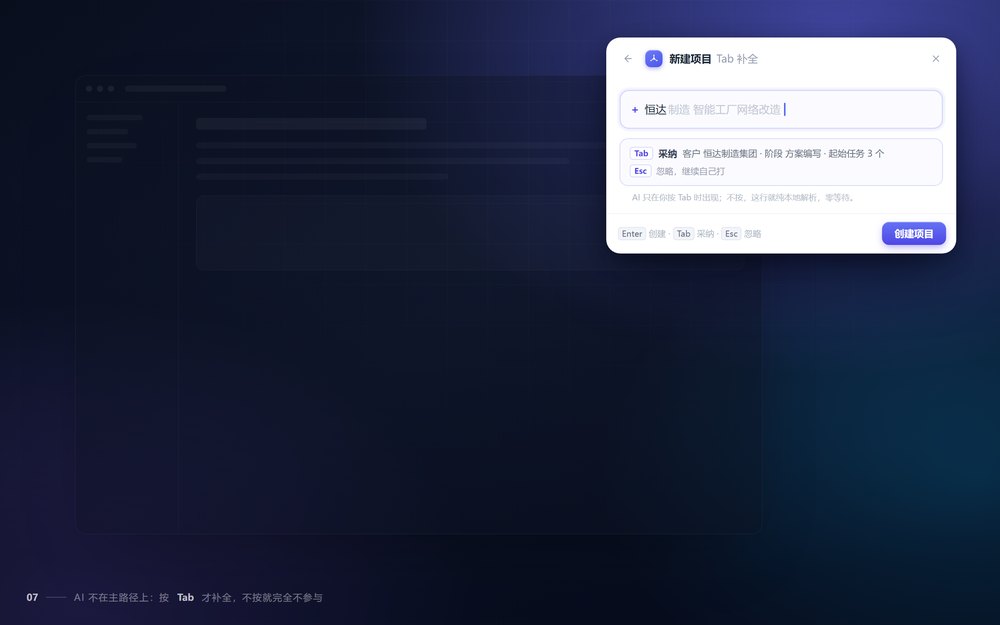 新建项目 Tab 补全
+ 恒达 制造 智能工厂网络改造
Tab 采纳 客户 恒达制造集团 · 阶段 方案编写 · 起始任务 3 个
Esc 忽略，继续自己打
AI 只在你按 Tab 时出现；不按，这行就纯本地解析，零等待。
Enter 创建 · Tab 采纳 · Esc 忽略
创建项目
07 —— AI 不在主路径上：按 Tab 才补全，不按就完全不参与